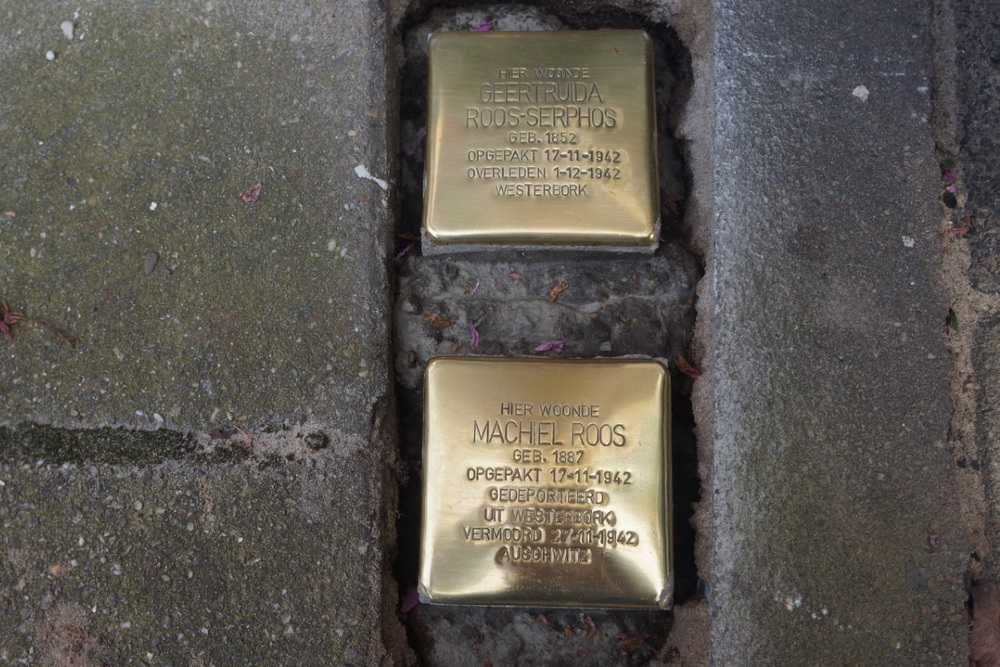 HIER WOONDE
GEERTRUIDA
ROOS-SERPHOS
GEB. 1852
OPGEPAKT 17-11-1942
OVERLEDEN 1-12-1942
WESTERBORK
HIER WOONDE
MACHIEL ROOS
GEB. 1887
OPGEPAKT 17-11-1942
GEDEPORTEERD
UIT WESTERBORK
VERMOORD 27-11-1942
AUSCHWITZ